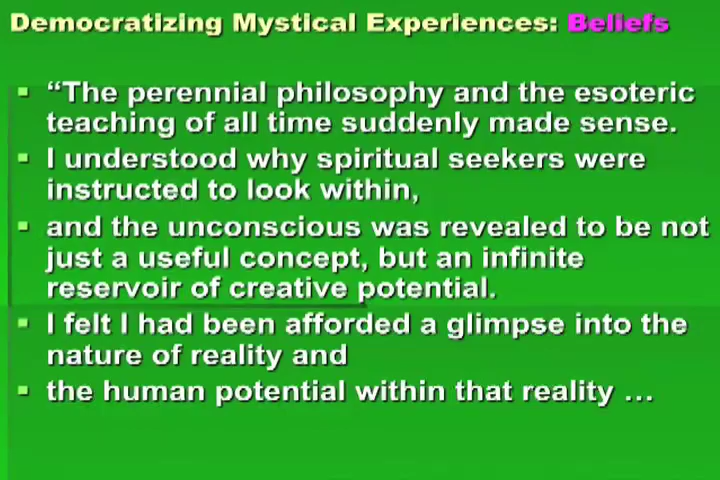 Democratizing Mystical Experiences: Beliefs
▪ “The perennial philosophy and the esoteric
teaching of all time suddenly made sense.
▪ I understood why spiritual seekers were
instructed to look within,
▪ and the unconscious was revealed to be not
just a useful concept, but an infinite
reservoir of creative potential.
▪ I felt I had been afforded a glimpse into the
nature of reality and
▪ the human potential within that reality …